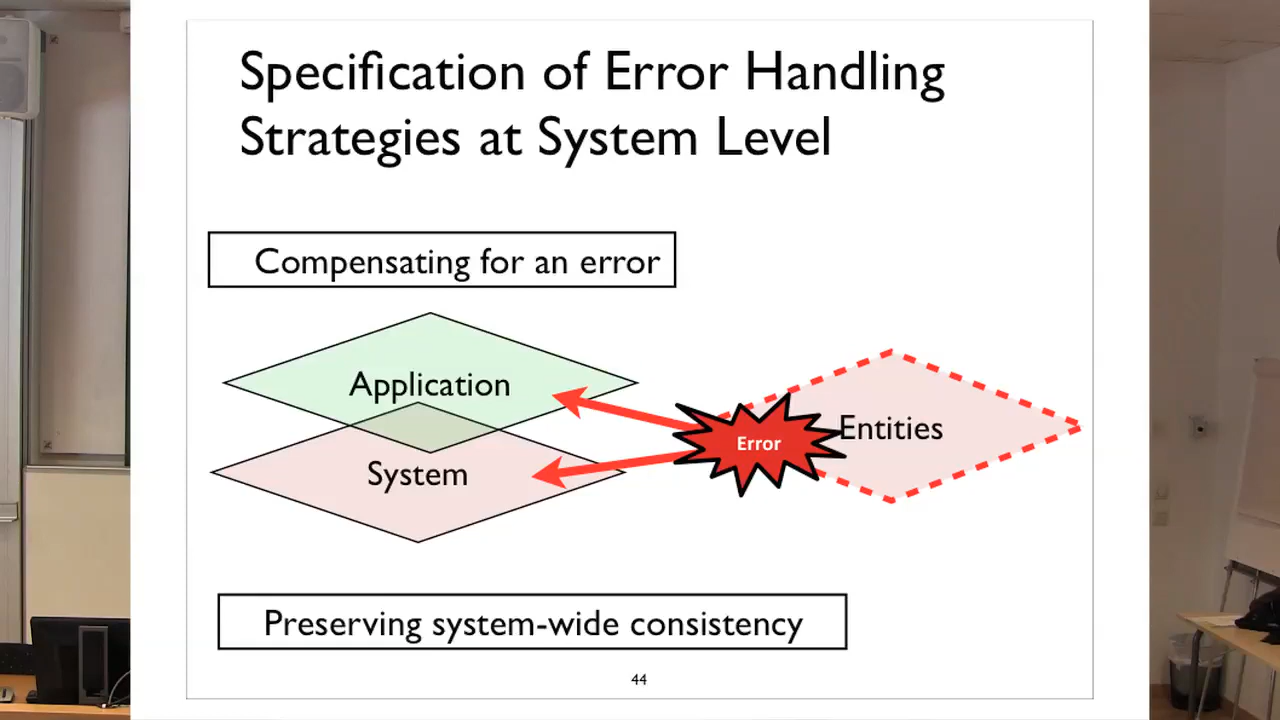 Specification of Error Handling
Strategies at System Level
Compensating for an error
Application
Error
Entities
System
Preserving system-wide consistency
44